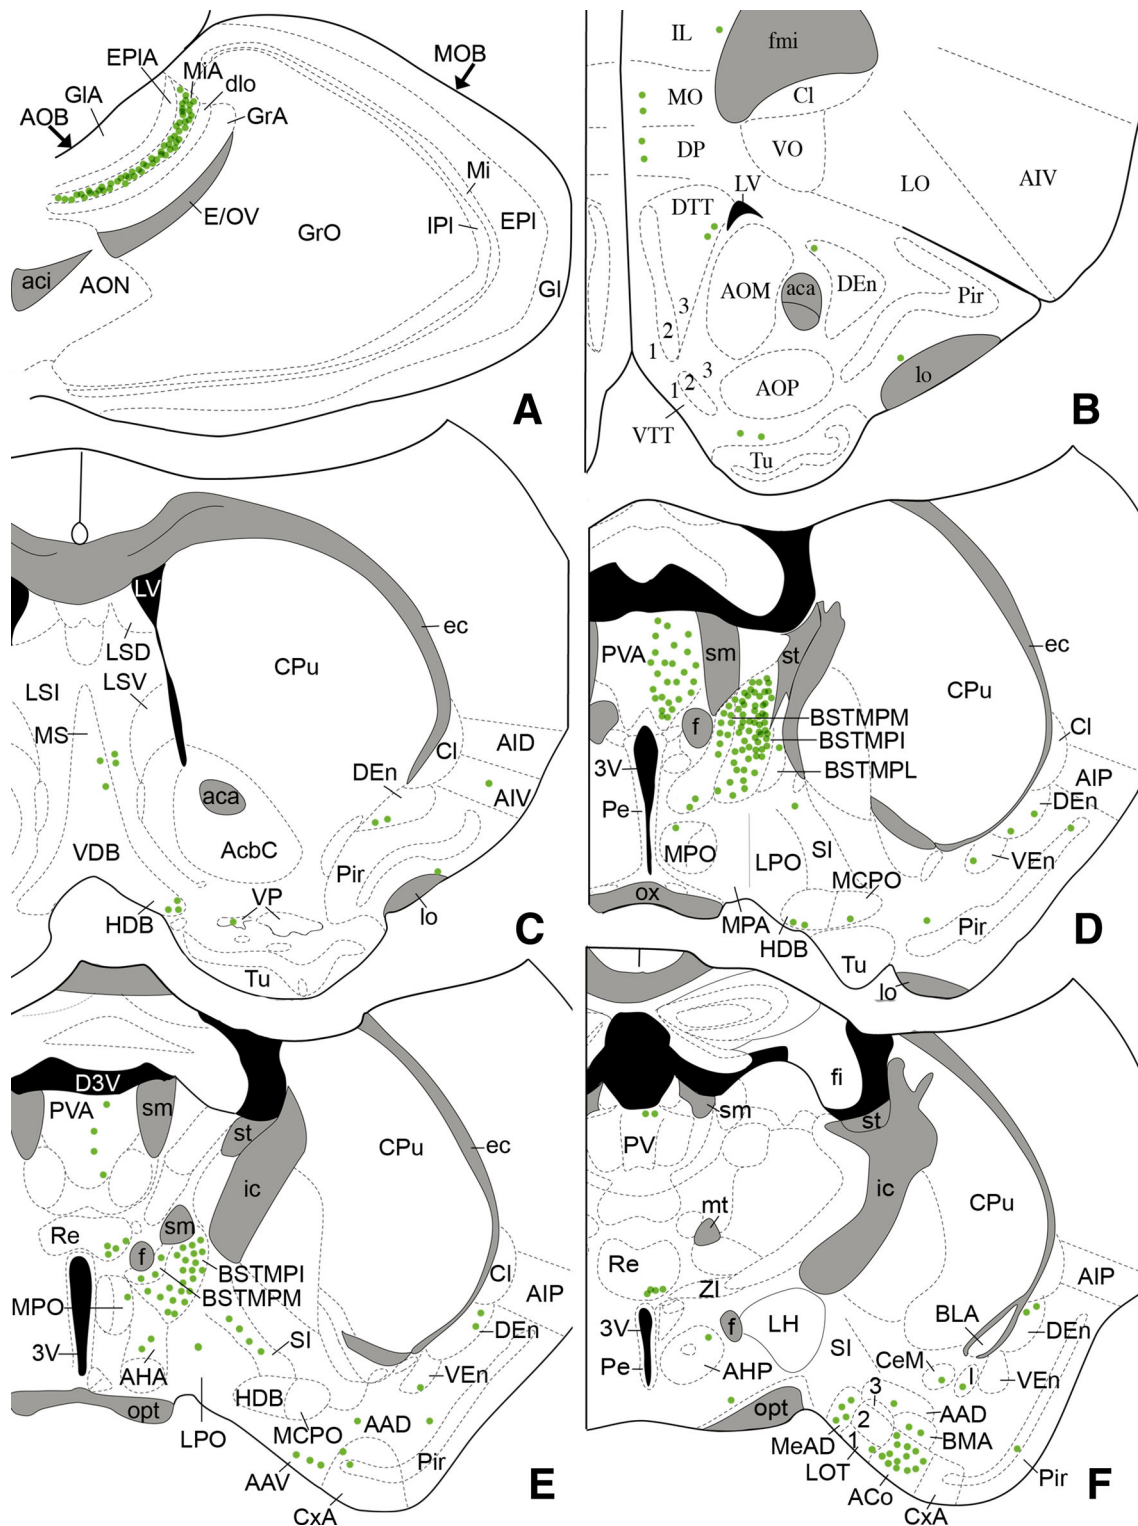 EPlA
MiA
MOB
dlo
GlA
GrA
AOB
Mi
E/OV
IPl
EPl
GrO
aci
AON
Gl
A
IL
fmi
MO
Cl
DP
VO
LV
LO
AIV
DTT
AOM
aca
DEn
Pir
3
2
1
3
2
1
lo
AOP
VTT
Tu
B
LV
LSD
ec
CPu
LSV
LSI
MS
Cl
AID
DEn
AIV
aca
VDB
AcbC
Pir
VP
HDB
lo
Tu
C
PVA
sm
st
ec
CPu
f
BSTMPM
Cl
BSTMPI
3V
BSTMPL
AIP
DEn
Pe
SI
MPO
LPO
VEn
MCPO
ox
MPA
Pir
HDB
D
Tu
lo
D3V
PVA
sm
st
ec
CPu
ic
Re
sm
f
BSTMPI
Cl
AIP
BSTMPM
MPO
SI
DEn
3V
AHA
VEn
HDB
opt
LPO
MCPO
AAD
Pir
AAV
E
CxA
fi
sm
st
PV
ic
CPu
mt
Re
ZI
AIP
3V
f
LH
BLA
DEn
SI
Pe
AHP
CeM
I
VEn
3
opt
2
AAD
MeAD
1
BMA
LOT
Pir
ACo
F
CxA